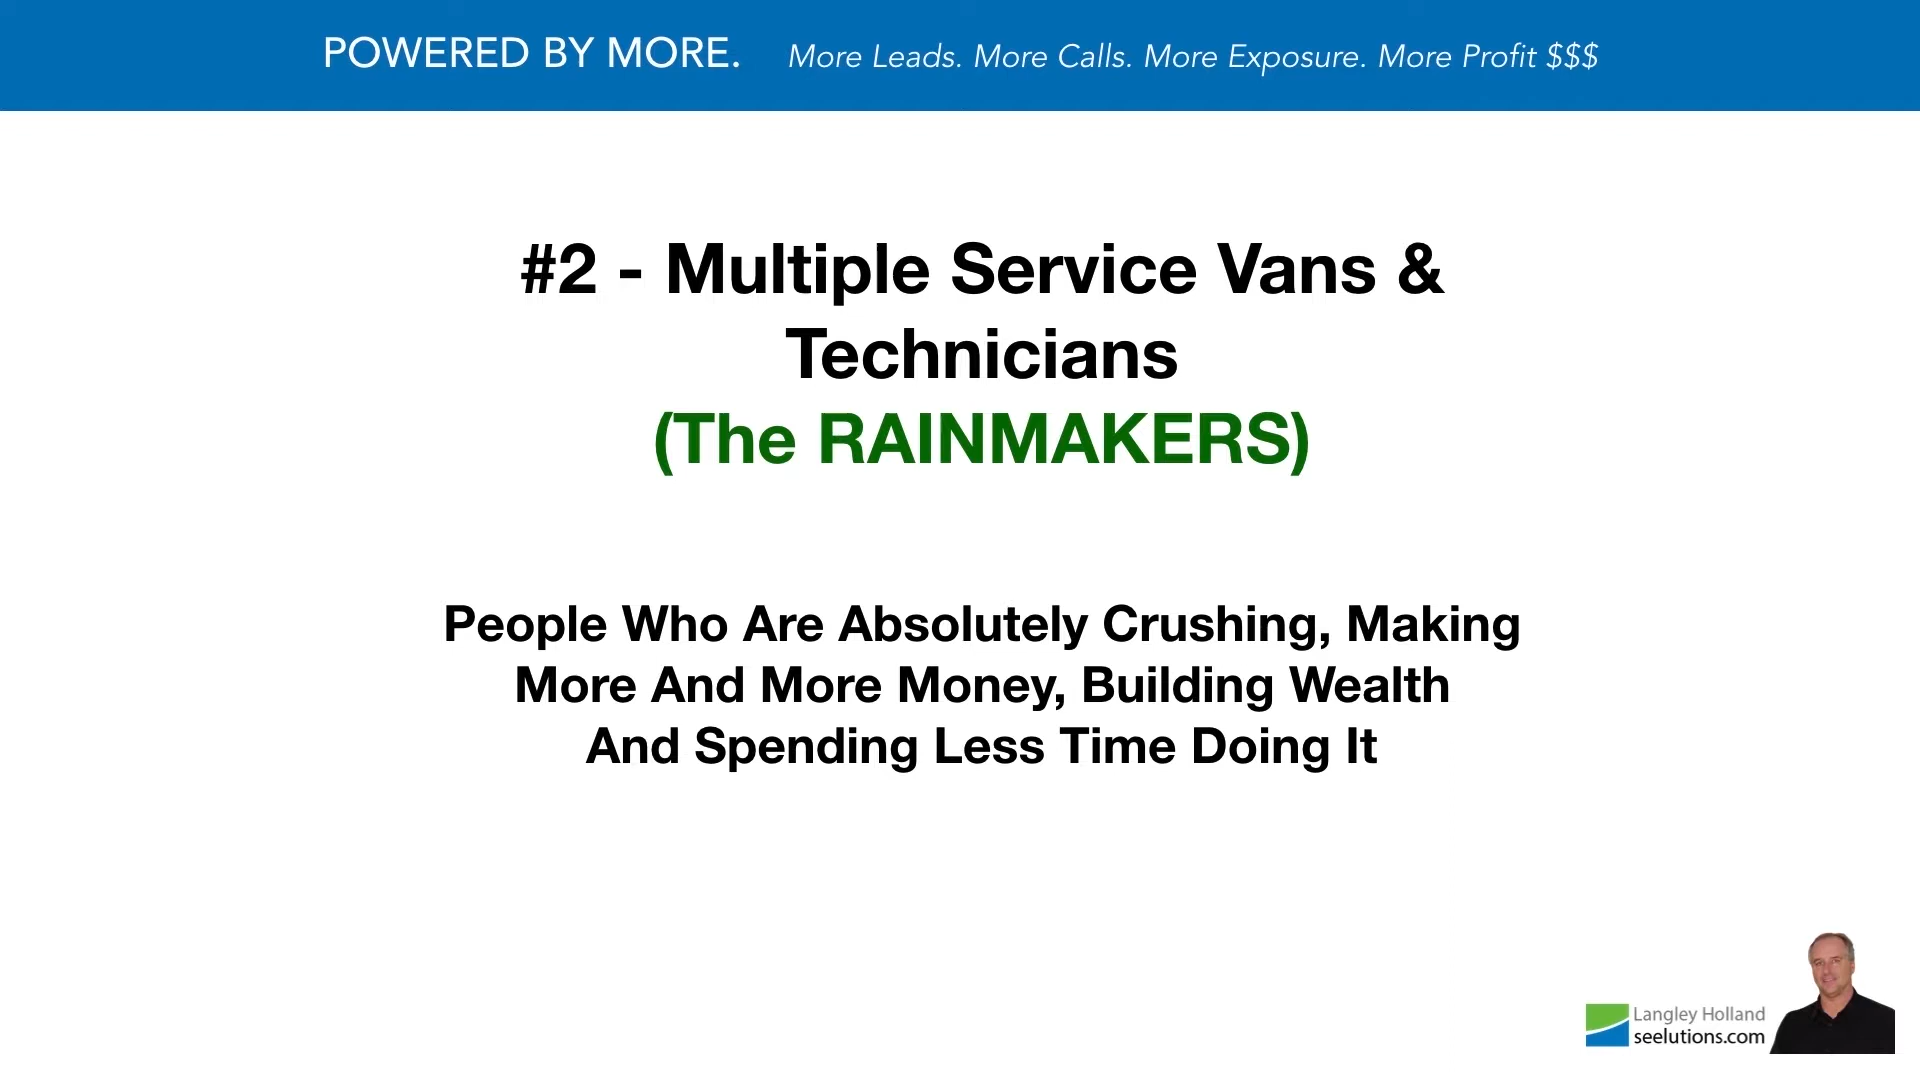 POWERED BY MORE. More Leads. More Calls. More Exposure. More Profit $$$
#2 - Multiple Service Vans &
Technicians
(The RAINMAKERS)
People Who Are Absolutely Crushing, Making
More And More Money, Building Wealth
And Spending Less Time Doing It
Langley Holland
seelutions.com